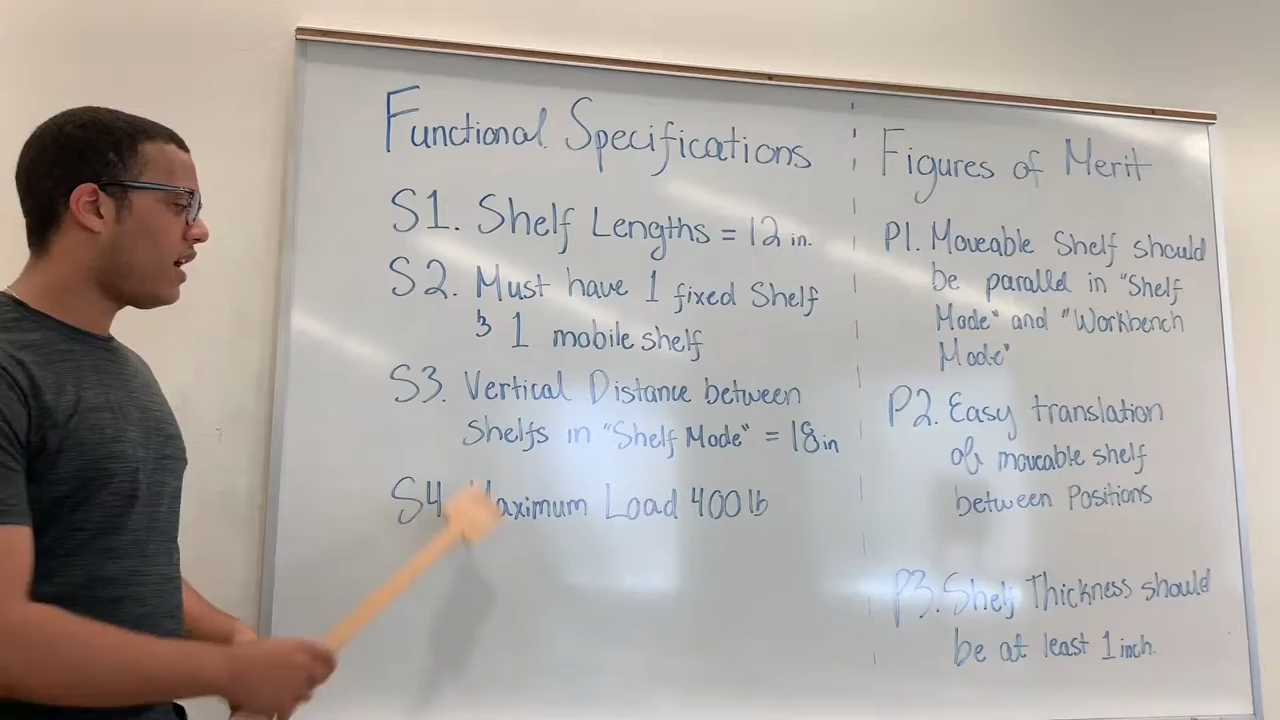 Functional Specifications
S1. Shelf Lengths = 12 in.
S2. Must have 1 fixed Shelf
& 1 mobile shelf
S3. Vertical Distance between
Shelfs in "Shelf Mode" = 18in
S4. Maximum Load 400 lb
Figures of Merit
P1. Moveable Shelf should
be parallel in "Shelf
Mode" and "Workbench
Mode"
P2. Easy translation
of moveable shelf
between Positions
P3. Shelf Thickness should
be at least 1 inch.